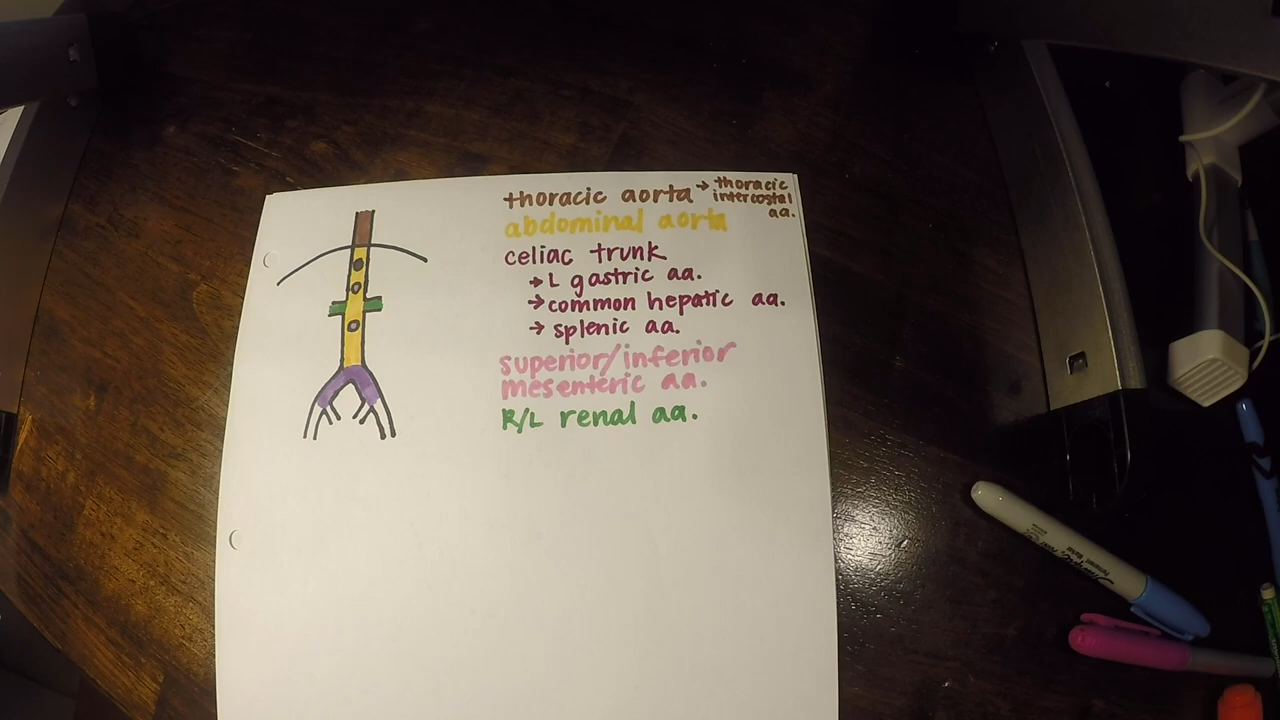 thoracic aorta → thoracic
intercostal
aa.
abdominal aorta
celiac trunk
→ L gastric aa.
→ common hepatic aa.
→ splenic aa.
superior/inferior
mesenteric aa.
R/L renal aa.